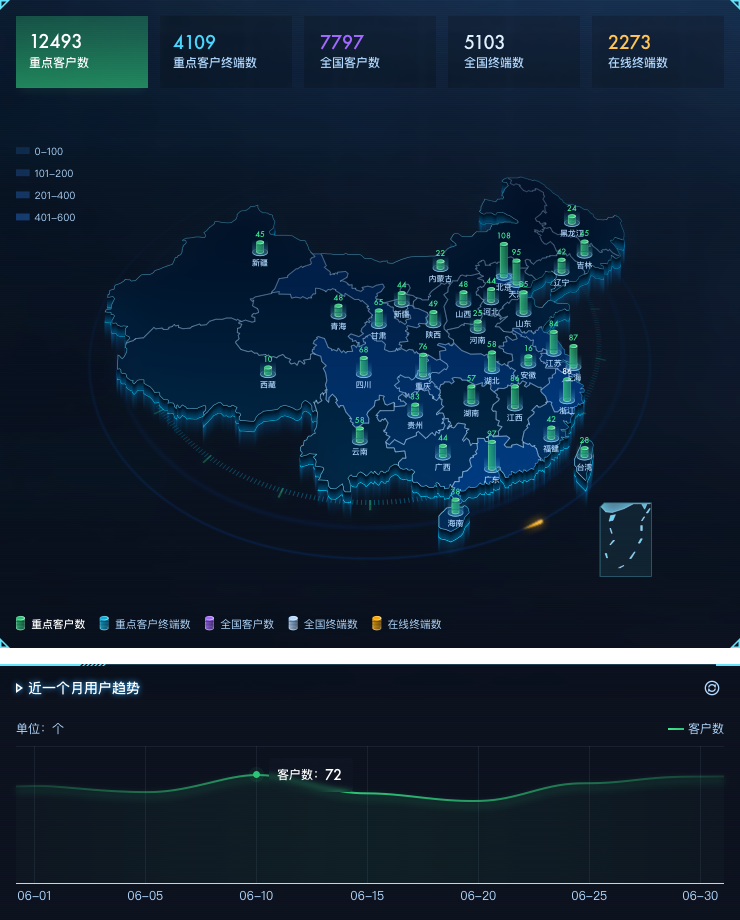 12493
重点客户数
4109
重点客户终端数
7797
全国客户数
5103
全国终端数
2273
在线终端数
0–100
101–200
201–400
401–600
24
黑龙江
45
吉林
42
辽宁
108
北京
95
22
内蒙古
45
新疆
48
青海
65
甘肃
44
新疆
49
陕西
48
山西
44
河北
25
河南
山东
84
江苏
87
上海
16
安徽
58
湖北
76
重庆
68
四川
10
西藏
86
浙江
57
湖南
江西
贵州
58
云南
44
广西
97
广东
42
福建
28
台湾
海南
重点客户数
重点客户终端数
全国客户数
全国终端数
在线终端数
近一个月用户趋势
单位：个
客户数
客户数：72
06–01
06–05
06–10
06–15
06–20
06–25
06–30